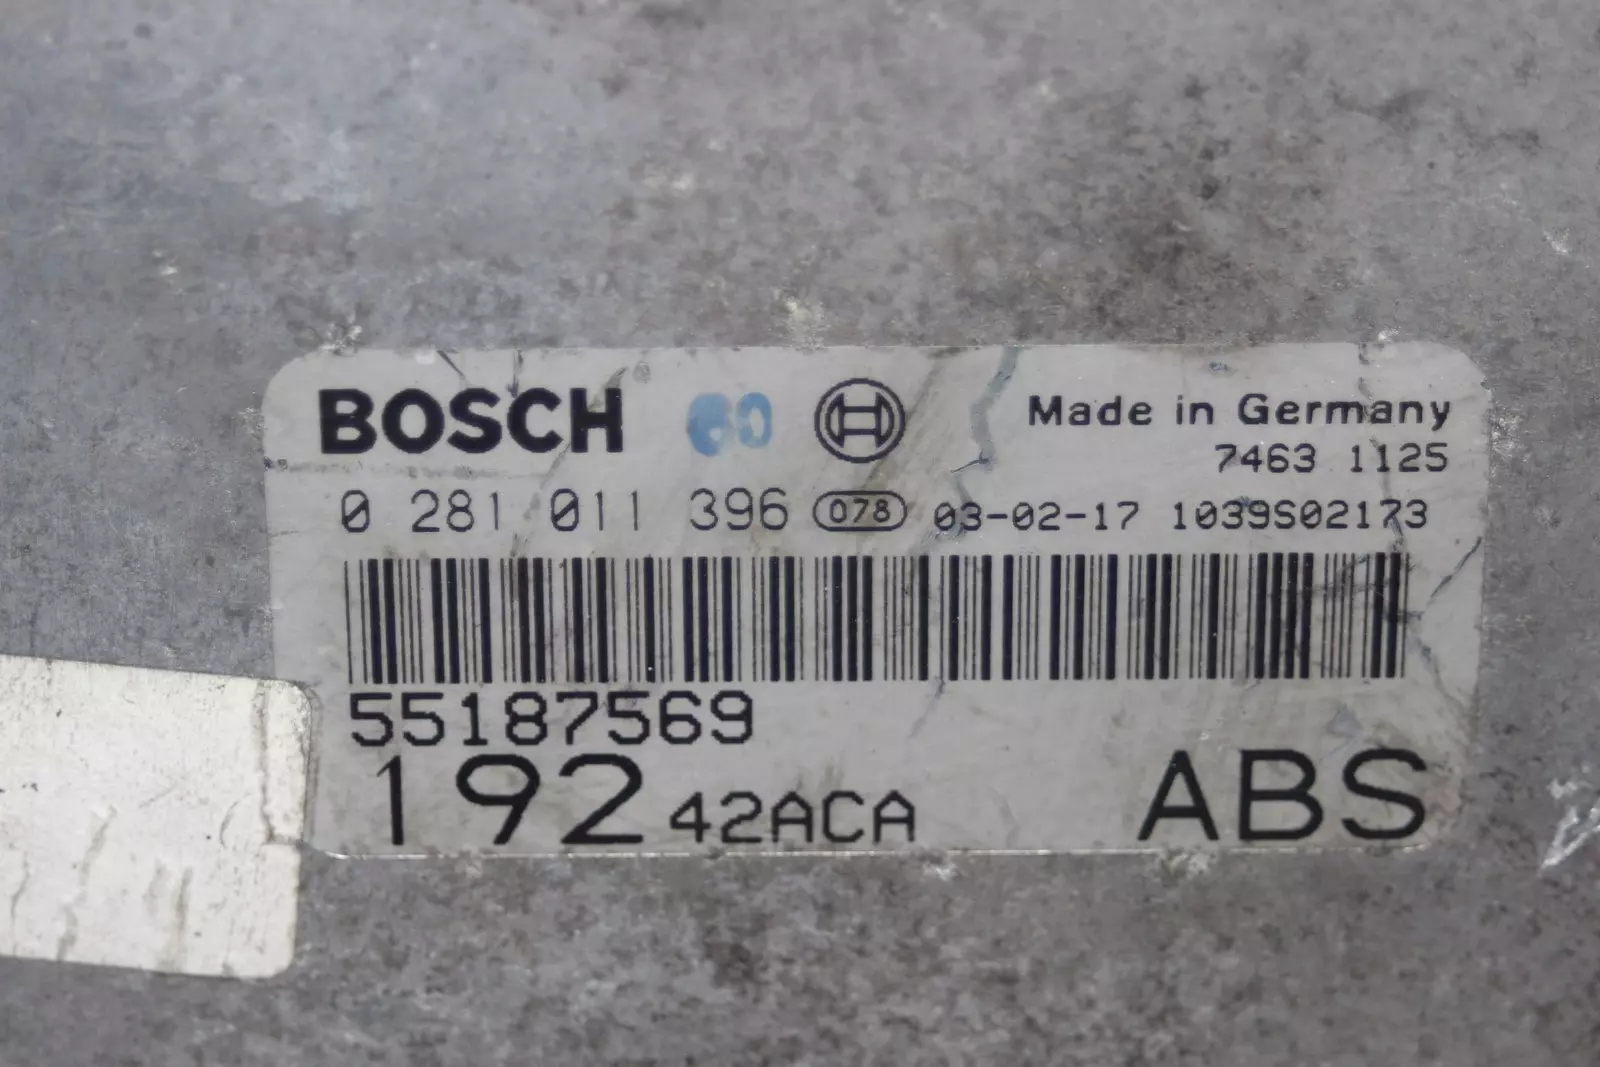 BOSCH Made in Germany
7463 1125
0 281 011 396 078 03-02-17 1039S02173
55187569
192 42ACA ABS